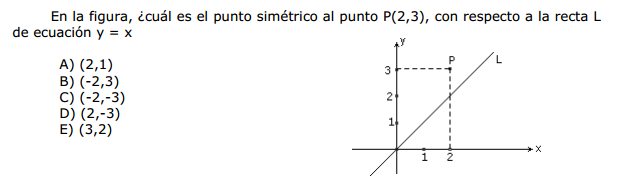 En la figura, ¿cuál es el punto simétrico al punto P(2,3), con respecto a la recta L
de ecuación y = x
A) (2,1)
B) (-2,3)
C) (-2,-3)
D) (2,-3)
E) (3,2)
y
P
L
3
2
1
1
2
x